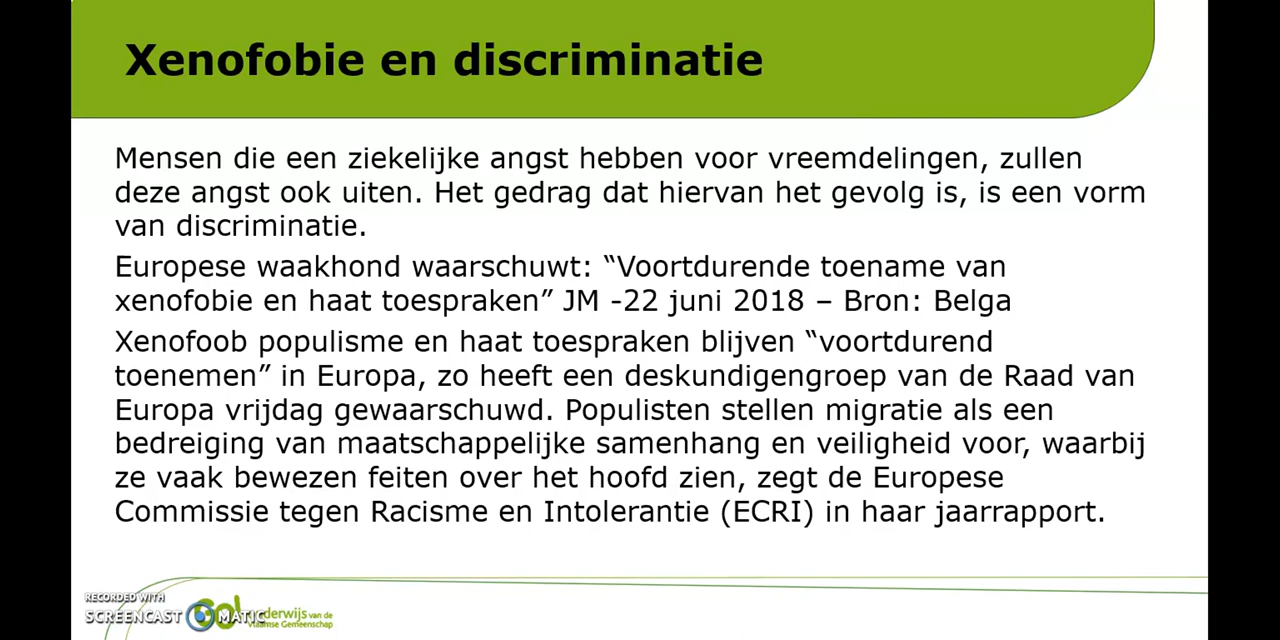 Xenofobie en discriminatie
Mensen die een ziekelijke angst hebben voor vreemdelingen, zullen
deze angst ook uiten. Het gedrag dat hiervan het gevolg is, is een vorm
van discriminatie.
Europese waakhond waarschuwt: “Voortdurende toename van
xenofobie en haat toespraken” JM -22 juni 2018 – Bron: Belga
Xenofoob populisme en haat toespraken blijven “voortdurend
toenemen” in Europa, zo heeft een deskundigengroep van de Raad van
Europa vrijdag gewaarschuwd. Populisten stellen migratie als een
bedreiging van maatschappelijke samenhang en veiligheid voor, waarbij
ze vaak bewezen feiten over het hoofd zien, zegt de Europese
Commissie tegen Racisme en Intolerantie (ECRI) in haar jaarrapport.
RECORDED WITH
SCREENCAST MATIC
van de
Vlaamse Gemeenschap